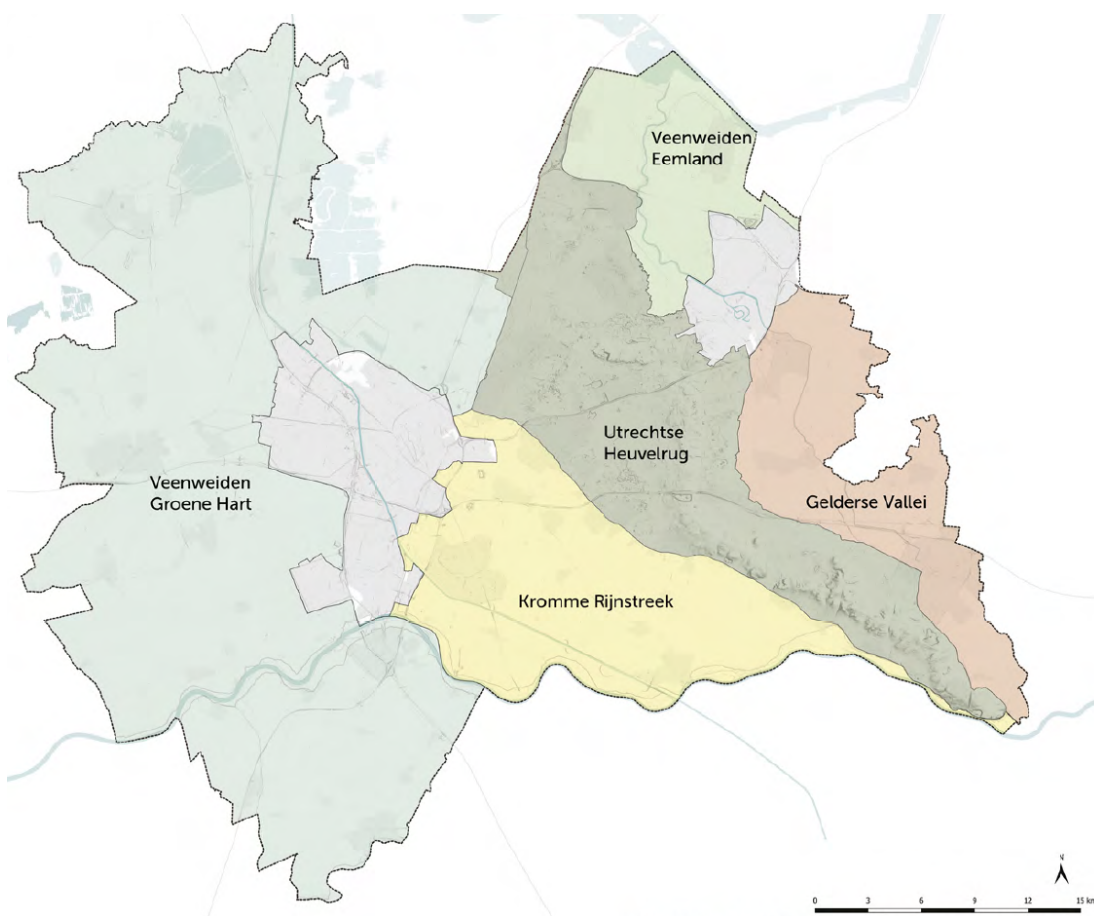 Veenweiden
Eemland
Utrechtse
Heuvelrug
Veenweiden
Groene Hart
Gelderse Vallei
Kromme Rijnstreek
N
0 3 6 9 12 15 km